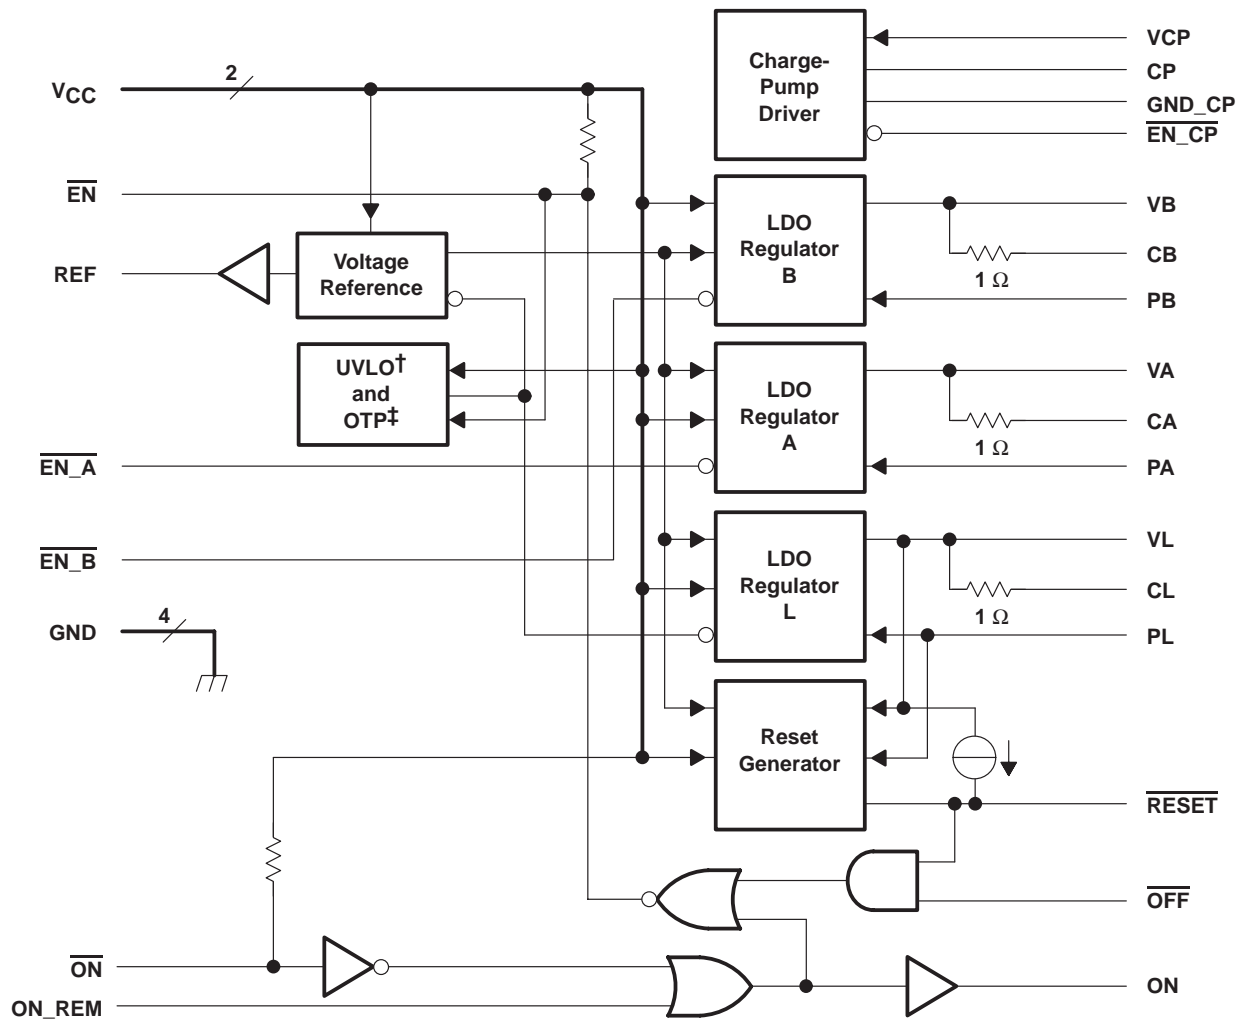 V_CC
2
EN
REF
EN_A
EN_B
GND
4
ON
ON_REM
Voltage
Reference
UVLO†
and
OTP‡
Charge-
Pump
Driver
LDO
Regulator
B
LDO
Regulator
A
LDO
Regulator
L
Reset
Generator
VCP
CP
GND_CP
EN_CP
VB
CB
1 Ω
PB
VA
CA
1 Ω
PA
VL
CL
1 Ω
PL
RESET
OFF
ON